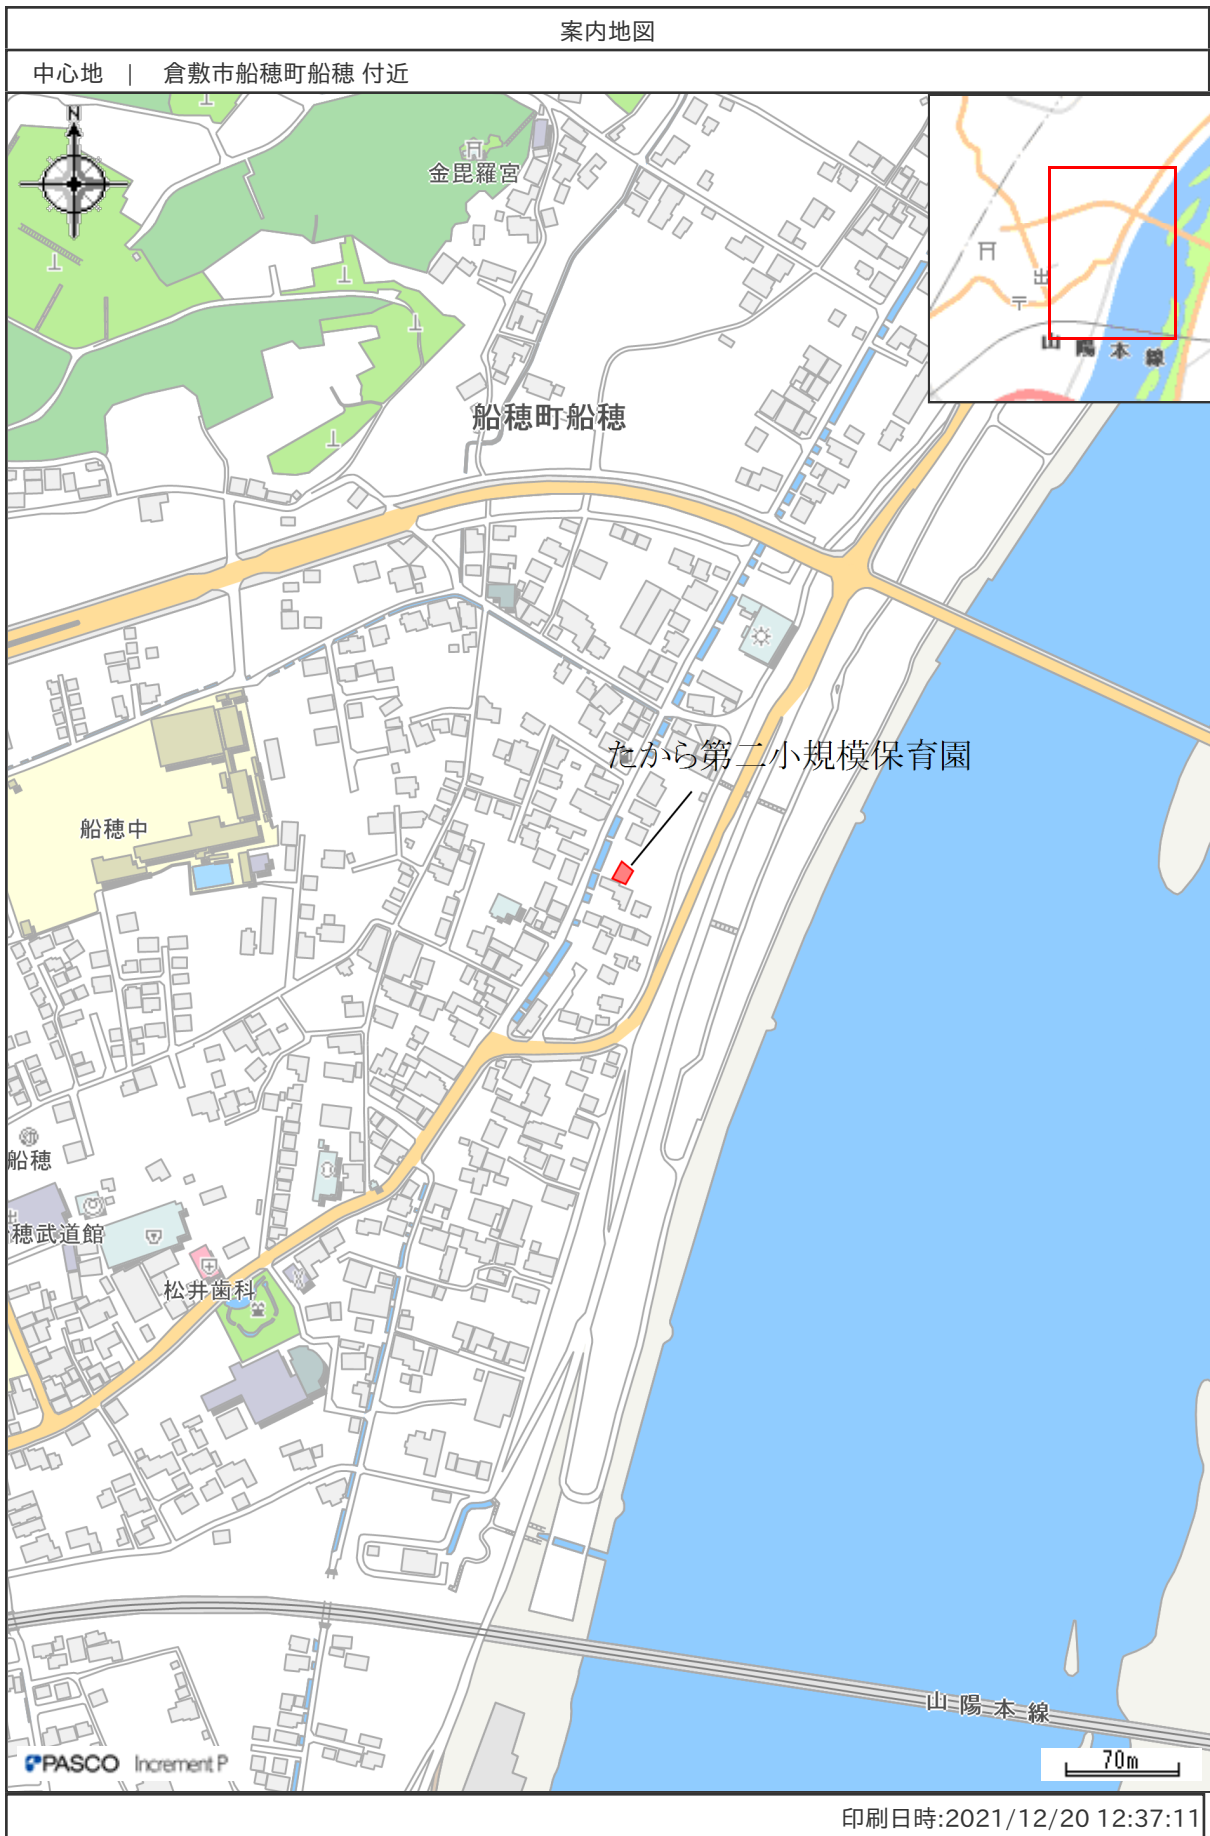 案内地図
中心地 | 倉敷市船穂町船穂 付近
N
金毘羅宮
出
山陽本線
船穂町船穂
たから第二小規模保育園
船穂中
船穂
穂武道館
松井歯科
山陽本線
PASCO Increment P
70m
印刷日時:2021/12/20 12:37:11